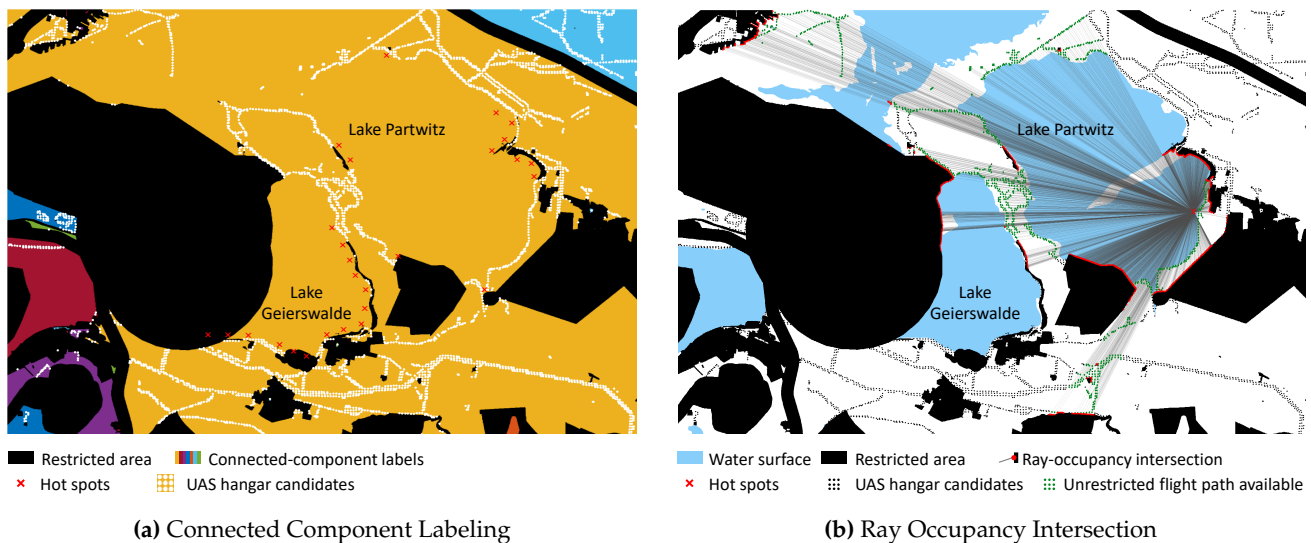 Lake Partwitz
Lake
Geierswalde
Restricted area
Connected-component labels
Hot spots
UAS hangar candidates
(a) Connected Component Labeling
Lake Partwitz
Lake
Geierswalde
Water surface
Restricted area
Ray-occupancy intersection
Hot spots
UAS hangar candidates
Unrestricted flight path available
(b) Ray Occupancy Intersection